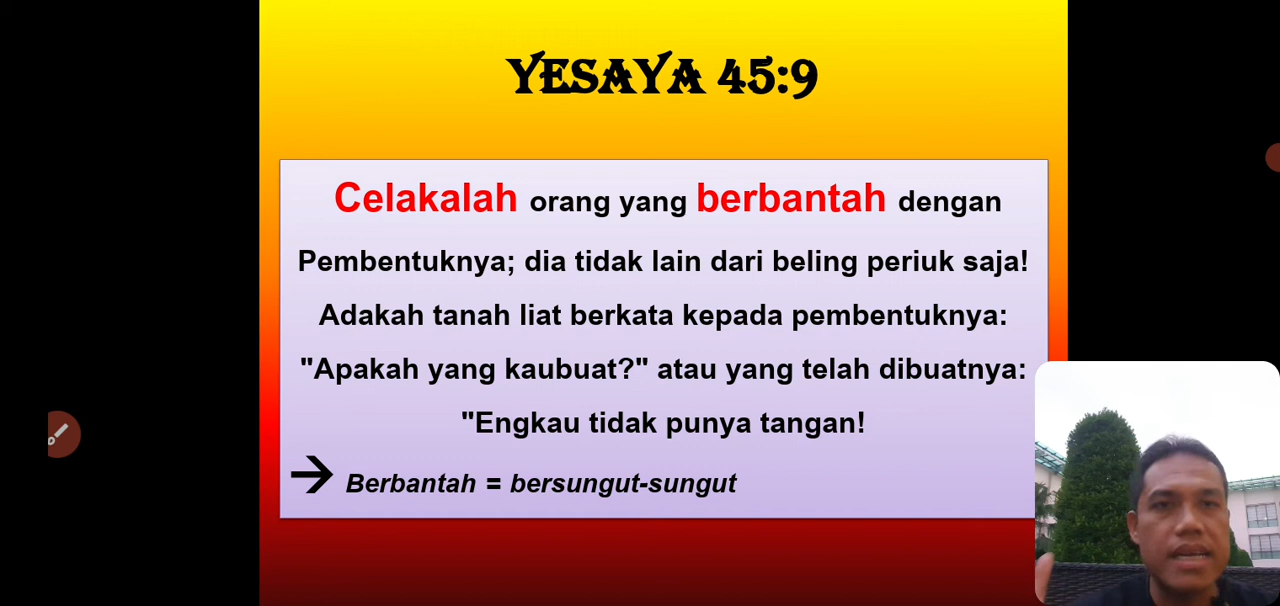 YESAYA 45:9
Celakalah orang yang berbantah dengan
Pembentuknya; dia tidak lain dari beling periuk saja!
Adakah tanah liat berkata kepada pembentuknya:
"Apakah yang kaubuat?" atau yang telah dibuatnya:
"Engkau tidak punya tangan!
→ Berbantah = bersungut-sungut